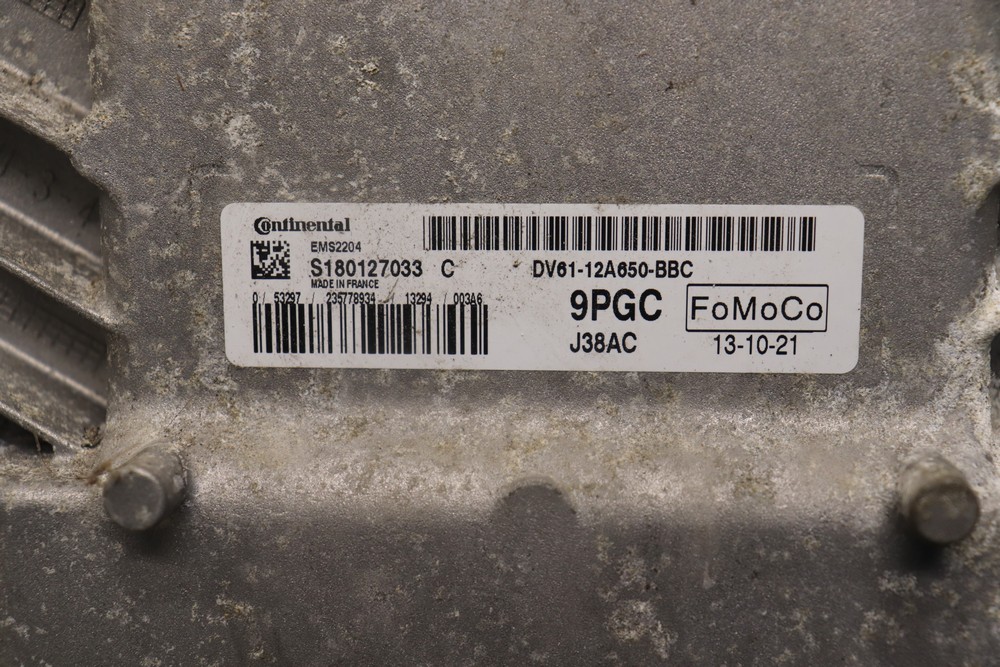 Continental
EMS2204
S180127033 C
MADE IN FRANCE
0 / 53297 / 235778934 / 13294 / 003A6
DV61-12A650-BBC
9PGC
FoMoCo
J38AC
13-10-21